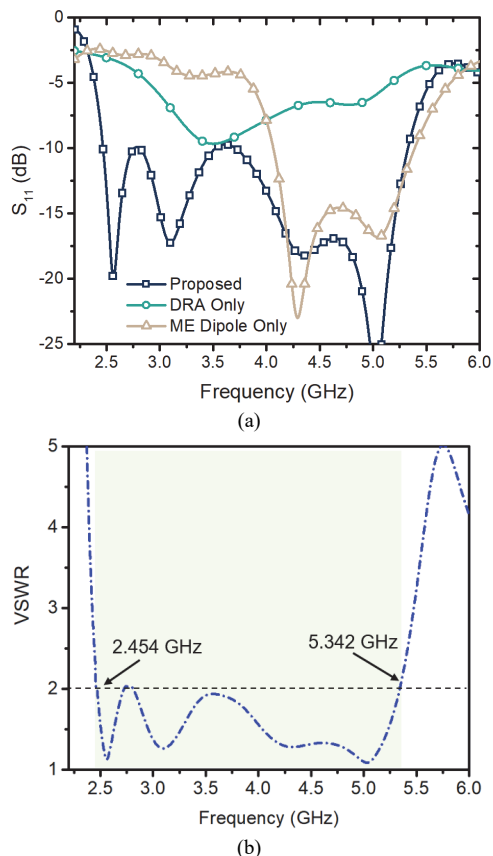 0
-5
-10
-15
-20
-25
S11 (dB)
Proposed
DRA Only
ME Dipole Only
2.5 3.0 3.5 4.0 4.5 5.0 5.5 6.0
Frequency (GHz)
(a)
5
4
3
2
1
VSWR
2.454 GHz
5.342 GHz
2.5 3.0 3.5 4.0 4.5 5.0 5.5 6.0
Frequency (GHz)
(b)